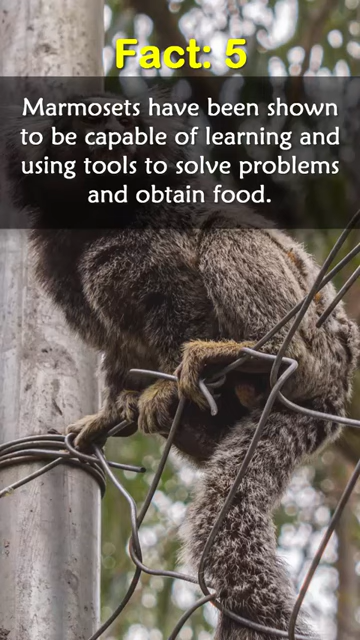 Fact: 5
Marmosets have been shown
to be capable of learning and
using tools to solve problems
and obtain food.